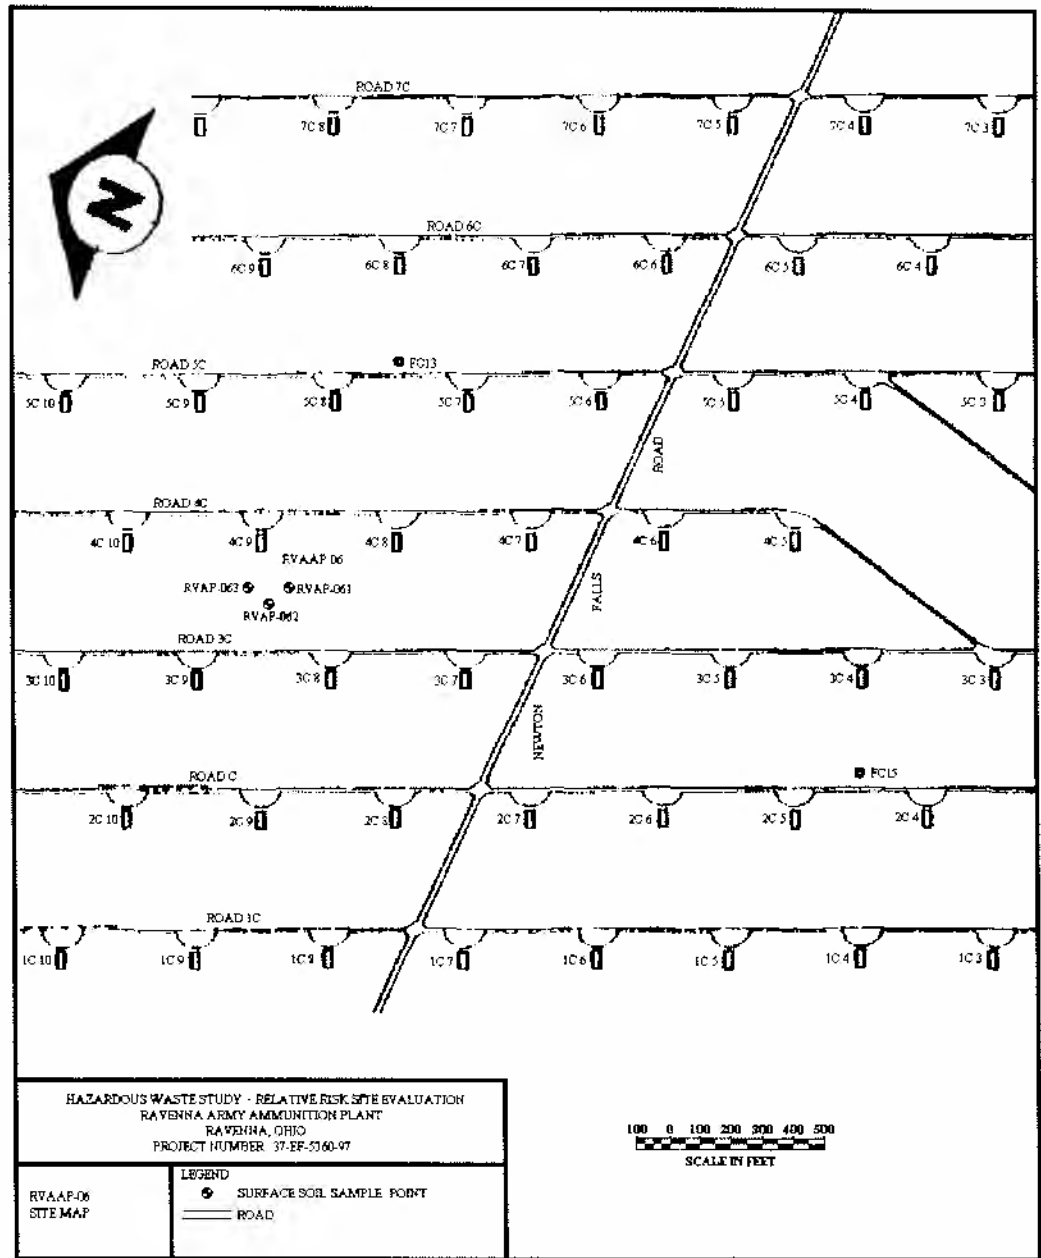 ROAD 7C
7C 8 7C 7 7C 6 7C 5 7C 4 7C 3
N
ROAD 6C
6C 9 6C 8 6C 7 6C 6 6C 5 6C 4
ROAD 5C
FC13
5C 10 5C 9 5C 8 5C 7 5C 6 5C 5 5C 4 5C 3
ROAD
ROAD 4C
4C 10 4C 9 4C 8 4C 7 4C 6 4C 5
RVAAP 06
RVAP-063 RVAP-061
RVAP-062
FALLS
ROAD 3C
3C 10 3C 9 3C 8 3C 7 3C 6 3C 5 3C 4 3C 3
NEWTON
ROAD C
FC15
2C 10 2C 9 2C 8 2C 7 2C 6 2C 5 2C 4
ROAD 1C
1C 10 1C 9 1C 8 1C 7 1C 6 1C 5 1C 4 1C 3
HAZARDOUS WASTE STUDY - RELATIVE RISK SITE EVALUATION
RAVENNA ARMY AMMUNITION PLANT
RAVENNA, OHIO
PROJECT NUMBER 37-EF-5360-97
100 0 100 200 300 400 500
SCALE IN FEET
RVAAP-06
SITE MAP
LEGEND
SURFACE SOIL SAMPLE POINT
ROAD